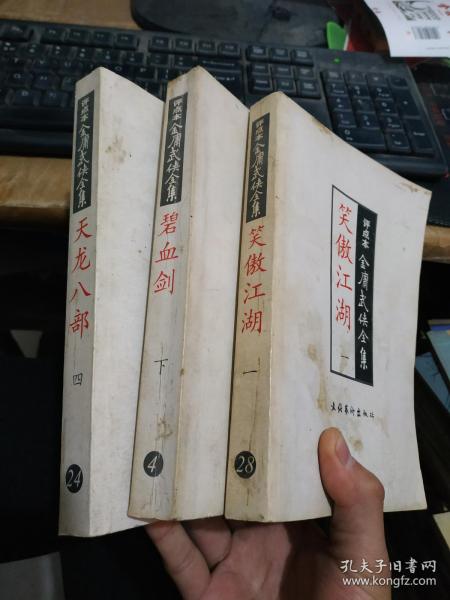 评点本 金庸武侠全集
天龙八部
四
24
评点本 金庸武侠全集
碧血剑
下
4
评点本 金庸武侠全集
笑傲江湖
一
28
评点本 金庸武侠全集
笑傲江湖
一
文化艺术出版社
孔夫子旧书网
www.kongfz.com